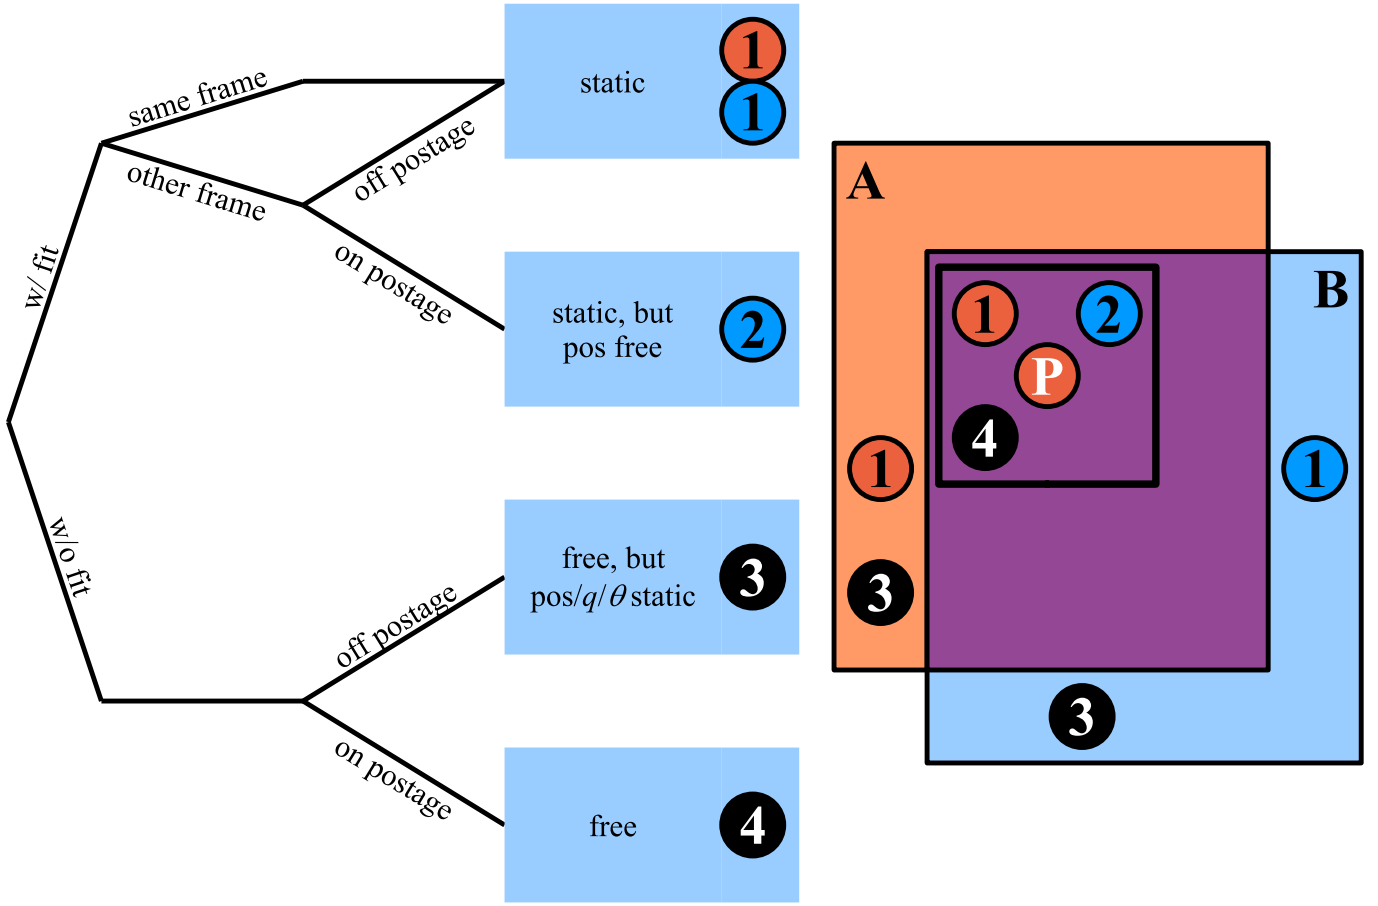 same frame
other frame
off postage
on postage
w/ fit
w/o fit
off postage
on postage
static
1
1
static, but
pos free
2
free, but
pos/q/θ static
3
free
4
A
B
1
2
P
4
1
1
3
3